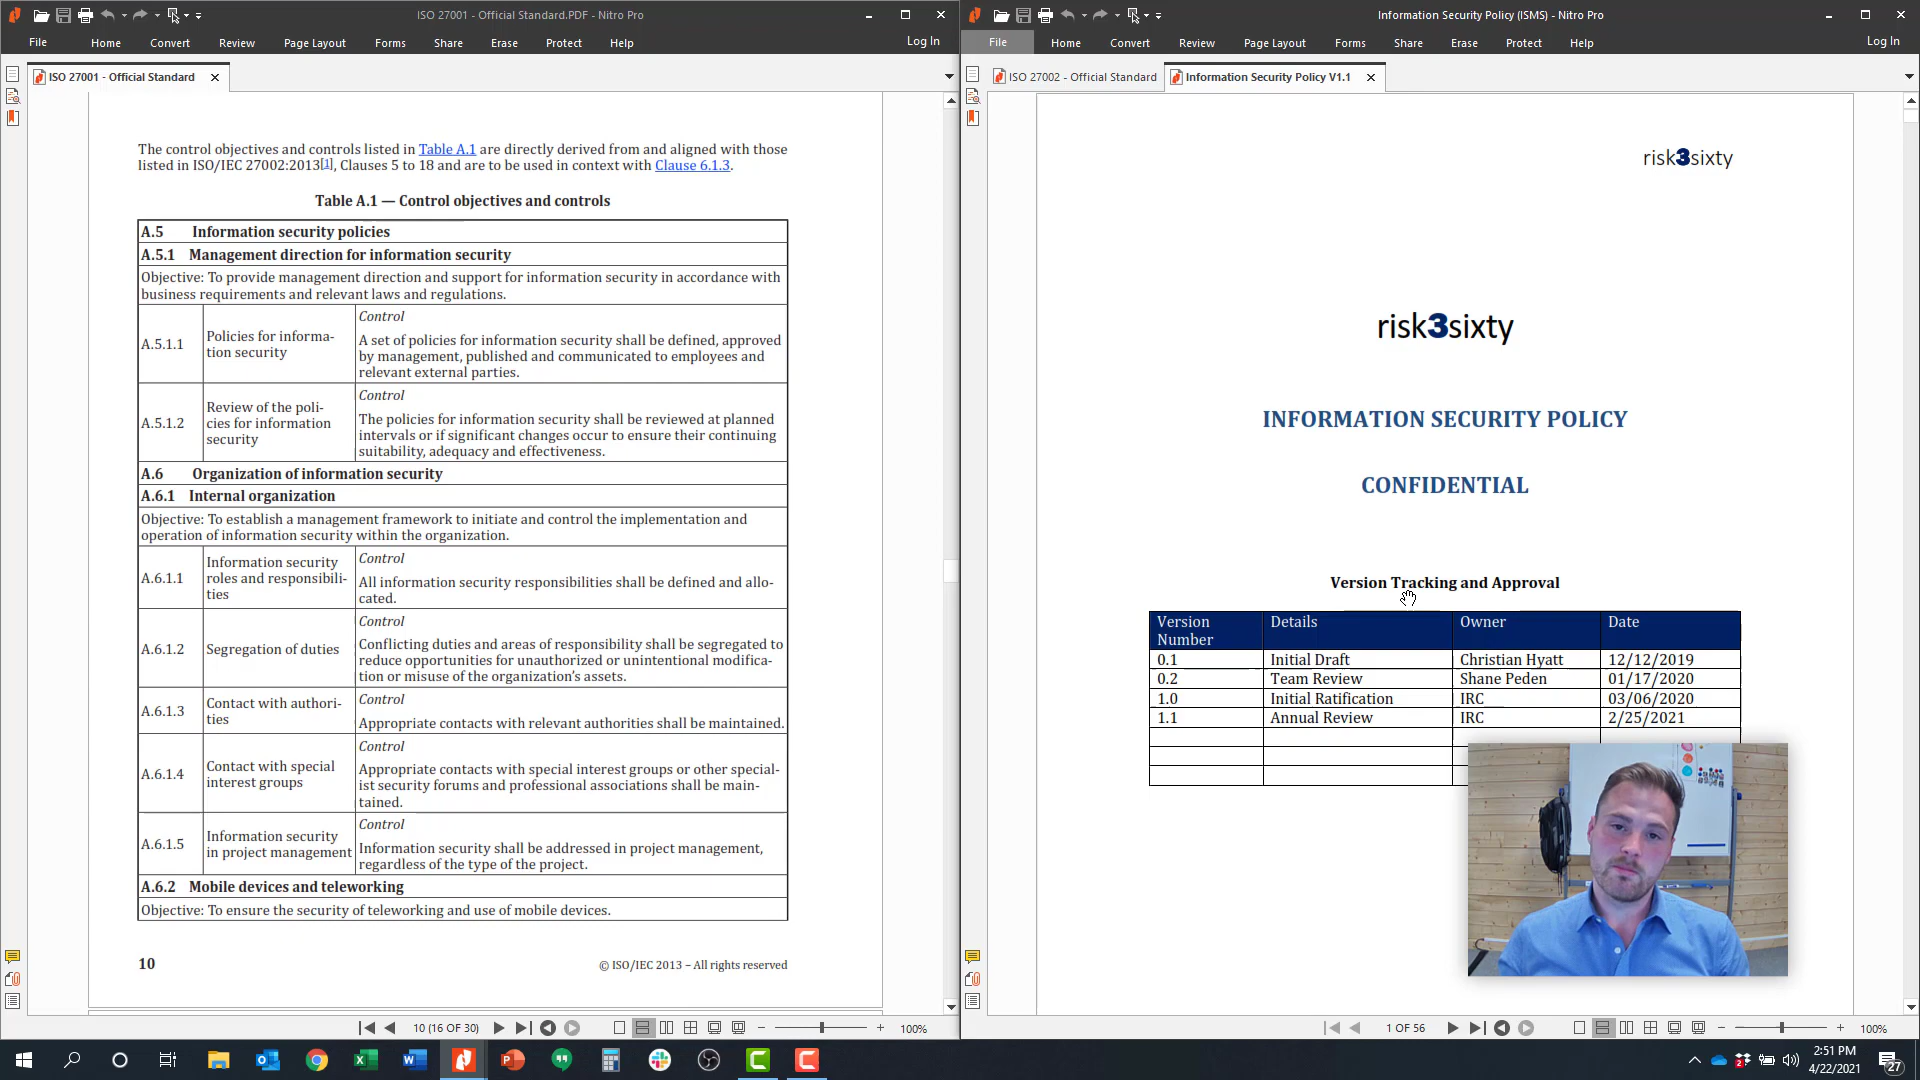 ISO 27001 - Official Standard.PDF - Nitro Pro
File Home Convert Review Page Layout Forms Share Erase Protect Help Log In
ISO 27001 - Official Standard
The control objectives and controls listed in Table A.1 are directly derived from and aligned with those
listed in ISO/IEC 27002:2013[1], Clauses 5 to 18 and are to be used in context with Clause 6.1.3.
Table A.1 — Control objectives and controls
A.5 Information security policies
A.5.1 Management direction for information security
Objective: To provide management direction and support for information security in accordance with
business requirements and relevant laws and regulations.
A.5.1.1
Policies for informa-
tion security
Control
A set of policies for information security shall be defined, approved
by management, published and communicated to employees and
relevant external parties.
A.5.1.2
Review of the poli-
cies for information
security
Control
The policies for information security shall be reviewed at planned
intervals or if significant changes occur to ensure their continuing
suitability, adequacy and effectiveness.
A.6 Organization of information security
A.6.1 Internal organization
Objective: To establish a management framework to initiate and control the implementation and
operation of information security within the organization.
A.6.1.1
Information security
roles and responsibili-
ties
Control
All information security responsibilities shall be defined and allo-
cated.
A.6.1.2
Segregation of duties
Control
Conflicting duties and areas of responsibility shall be segregated to
reduce opportunities for unauthorized or unintentional modifica-
tion or misuse of the organization's assets.
A.6.1.3
Contact with authori-
ties
Control
Appropriate contacts with relevant authorities shall be maintained.
A.6.1.4
Contact with special
interest groups
Control
Appropriate contacts with special interest groups or other special-
ist security forums and professional associations shall be main-
tained.
A.6.1.5
Information security
in project management
Control
Information security shall be addressed in project management,
regardless of the type of the project.
A.6.2 Mobile devices and teleworking
Objective: To ensure the security of teleworking and use of mobile devices.
10 © ISO/IEC 2013 – All rights reserved
10 (16 OF 30) 100%
Information Security Policy (ISMS) - Nitro Pro
File Home Convert Review Page Layout Forms Share Erase Protect Help Log In
ISO 27002 - Official Standard Information Security Policy V1.1
risk3sixty
risk3sixty
INFORMATION SECURITY POLICY
CONFIDENTIAL
Version Tracking and Approval
Version
Number
Details Owner Date
0.1 Initial Draft Christian Hyatt 12/12/2019
0.2 Team Review Shane Peden 01/17/2020
1.0 Initial Ratification IRC 03/06/2020
1.1 Annual Review IRC 2/25/2021
1 OF 56 100%
2:51 PM
4/22/2021
27